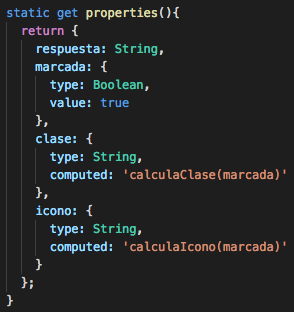 static get properties(){
  return {
    respuesta: String,
    marcada: {
      type: Boolean,
      value: true
    },
    clase: {
      type: String,
      computed: 'calculaClase(marcada)'
    },
    icono: {
      type: String,
      computed: 'calculaIcono(marcada)'
    }
  };
}